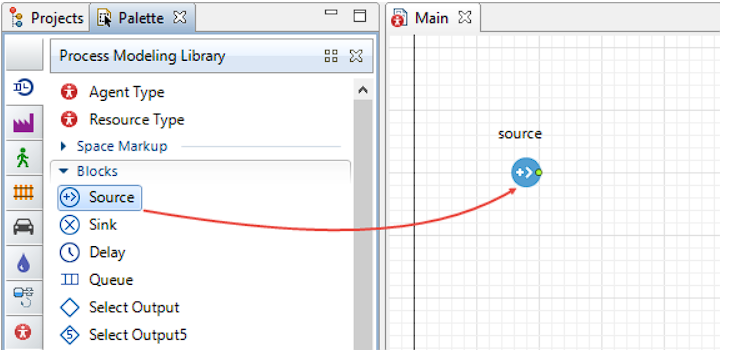 Projects Palette Main
Process Modeling Library
Agent Type
Resource Type
Space Markup
source
Blocks
Source
Sink
Delay
Queue
Select Output
Select Output5